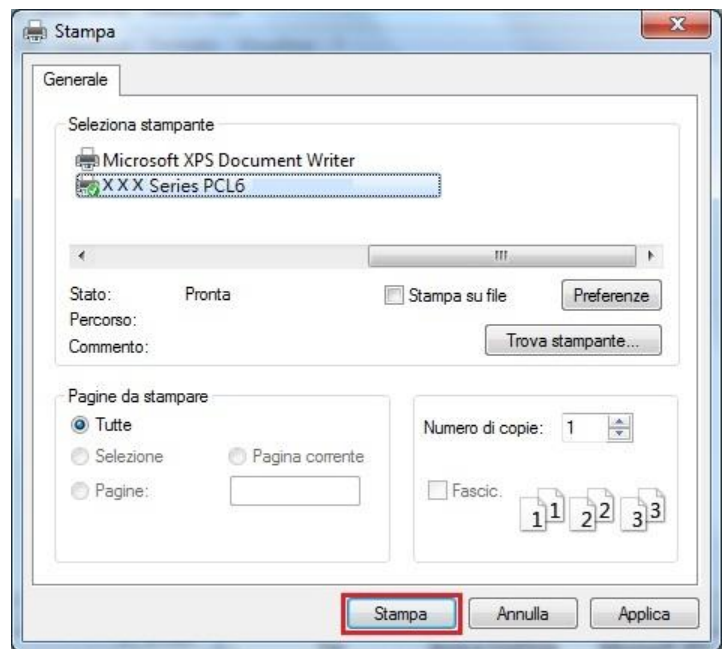 Stampa
Generale
Seleziona stampante
Microsoft XPS Document Writer
X X X Series PCL6
Stato: Pronta
Stampa su file
Preferenze
Percorso:
Commento:
Trova stampante...
Pagine da stampare
Tutte
Selezione
Pagina corrente
Pagine:
Numero di copie: 1
Fascic.
1 1 2 2 3 3
Stampa
Annulla
Applica